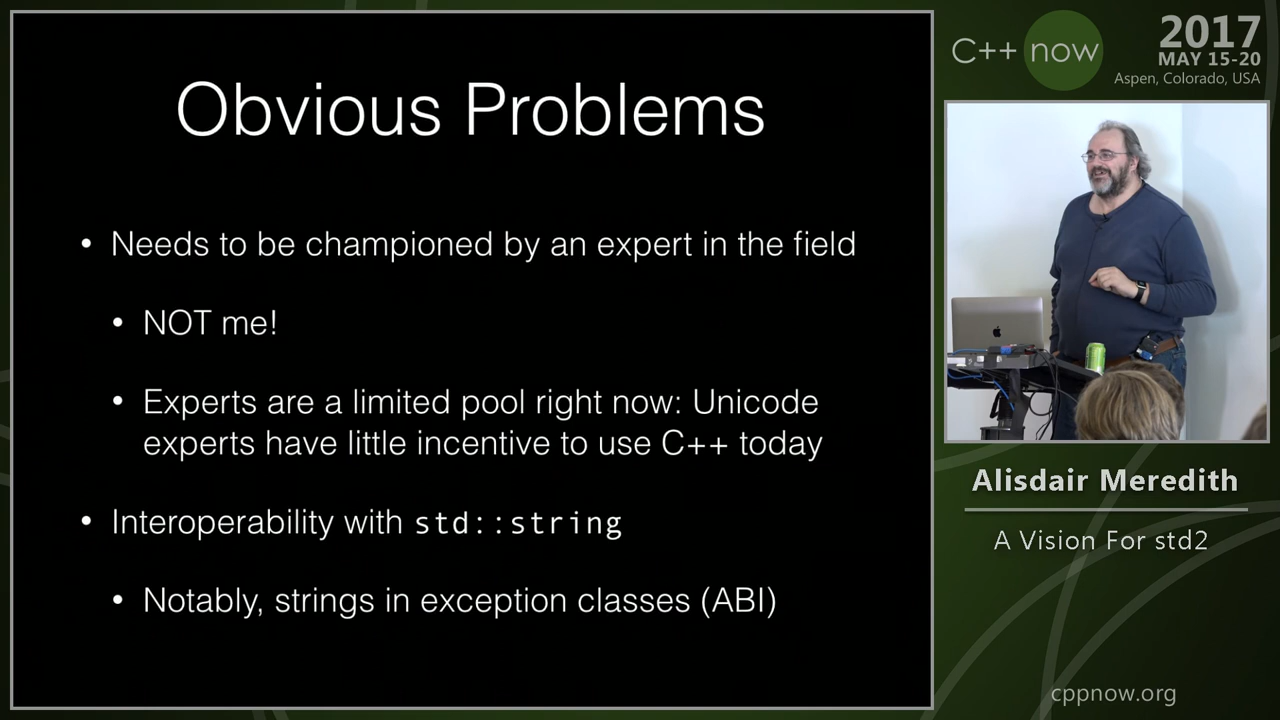 Obvious Problems
• Needs to be championed by an expert in the field
• NOT me!
• Experts are a limited pool right now: Unicode
experts have little incentive to use C++ today
• Interoperability with std::string
• Notably, strings in exception classes (ABI)
C++ now
2017
MAY 15-20
Aspen, Colorado, USA
Alisdair Meredith
A Vision For std2
cppnow.org